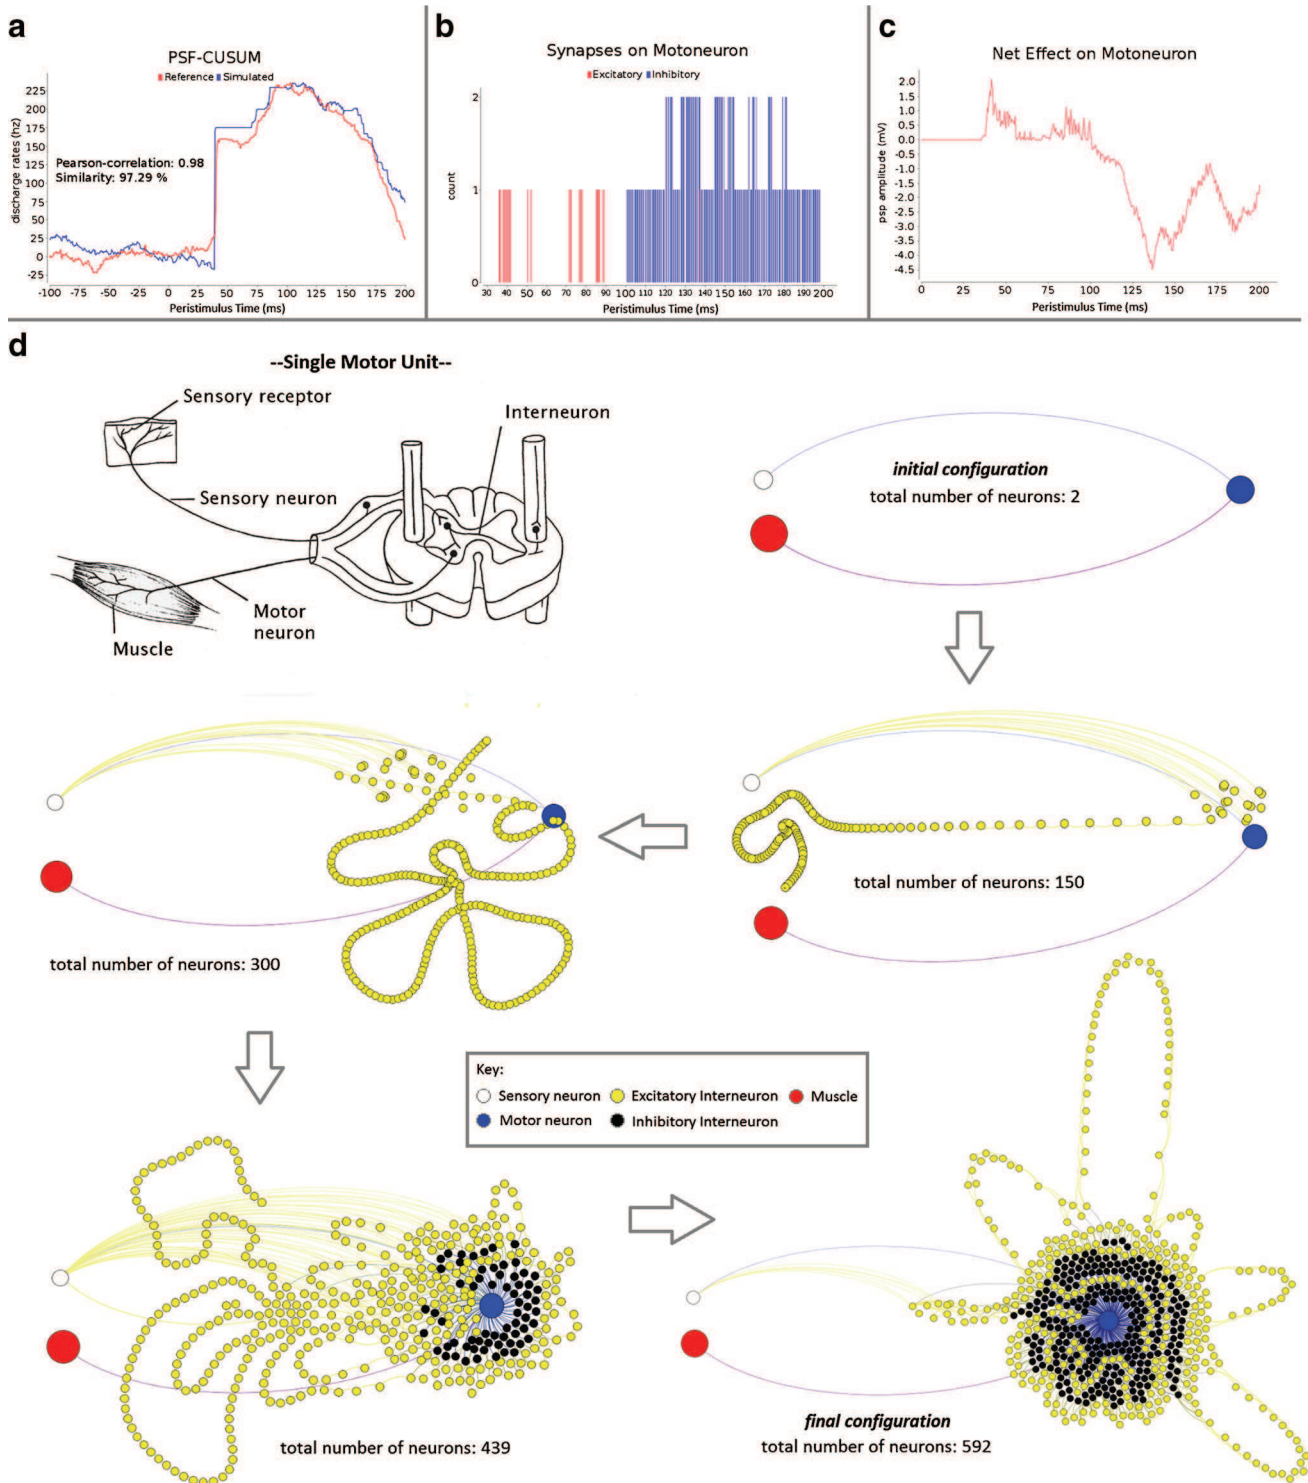 a
PSF-CUSUM
Reference Simulated
discharge rates (hz)
225
200
175
150
125
100
75
50
25
0
-25
Pearson-correlation: 0.98
Similarity: 97.29 %
-100 -75 -50 -25 0 25 50 75 100 125 150 175 200
Peristimulus Time (ms)
b
Synapses on Motoneuron
Excitatory Inhibitory
count
2
1
0
30 40 50 60 70 80 90 100 110 120 130 140 150 160 170 180 190 200
Peristimulus Time (ms)
c
Net Effect on Motoneuron
psp amplitude (mV)
2.0
1.5
1.0
0.5
0.0
-0.5
-1.0
-1.5
-2.0
-2.5
-3.0
-3.5
-4.0
-4.5
0 25 50 75 100 125 150 175 200
Peristimulus Time (ms)
d
--Single Motor Unit--
Sensory receptor
Interneuron
Sensory neuron
Motor
neuron
Muscle
initial configuration
total number of neurons: 2
total number of neurons: 150
total number of neurons: 300
Key:
Sensory neuron Excitatory Interneuron Muscle
Motor neuron Inhibitory Interneuron
total number of neurons: 439
final configuration
total number of neurons: 592